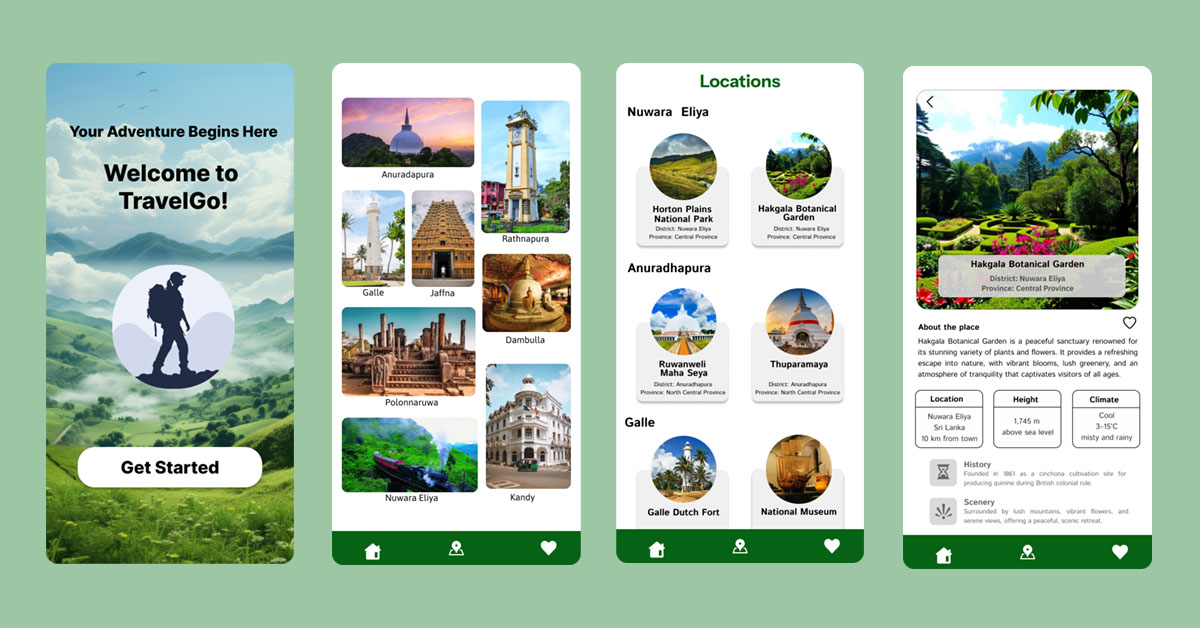 Your Adventure Begins Here
Welcome to
TravelGo!
Get Started
Anuradapura
Rathnapura
Galle
Jaffna
Dambulla
Polonnaruwa
Nuwara Eliya
Kandy
Locations
Nuwara Eliya
Horton Plains
National Park
District: Nuwara Eliya
Province: Central Province
Hakgala Botanical
Garden
District: Nuwara Eliya
Province: Central Province
Anuradhapura
Ruwanweli
Maha Seya
District: Anuradhapura
Province: North Central Province
Thuparamaya
District: Anuradhapura
Province: North Central Province
Galle
Galle Dutch Fort
National Museum
Hakgala Botanical Garden
District: Nuwara Eliya
Province: Central Province
About the place
Hakgala Botanical Garden is a peaceful sanctuary renowned for
its stunning variety of plants and flowers. It provides a refreshing
escape into nature, with vibrant blooms, lush greenery, and an
atmosphere of tranquility that captivates visitors of all ages.
Location
Nuwara Eliya
Sri Lanka
10 km from town
Height
1,745 m
above sea level
Climate
Cool
3–15°C
misty and rainy
History
Founded in 1861 as a cinchona cultivation site for
producing quinine during British colonial rule.
Scenery
Surrounded by lush mountains, vibrant flowers, and
serene views, offering a peaceful, scenic retreat.